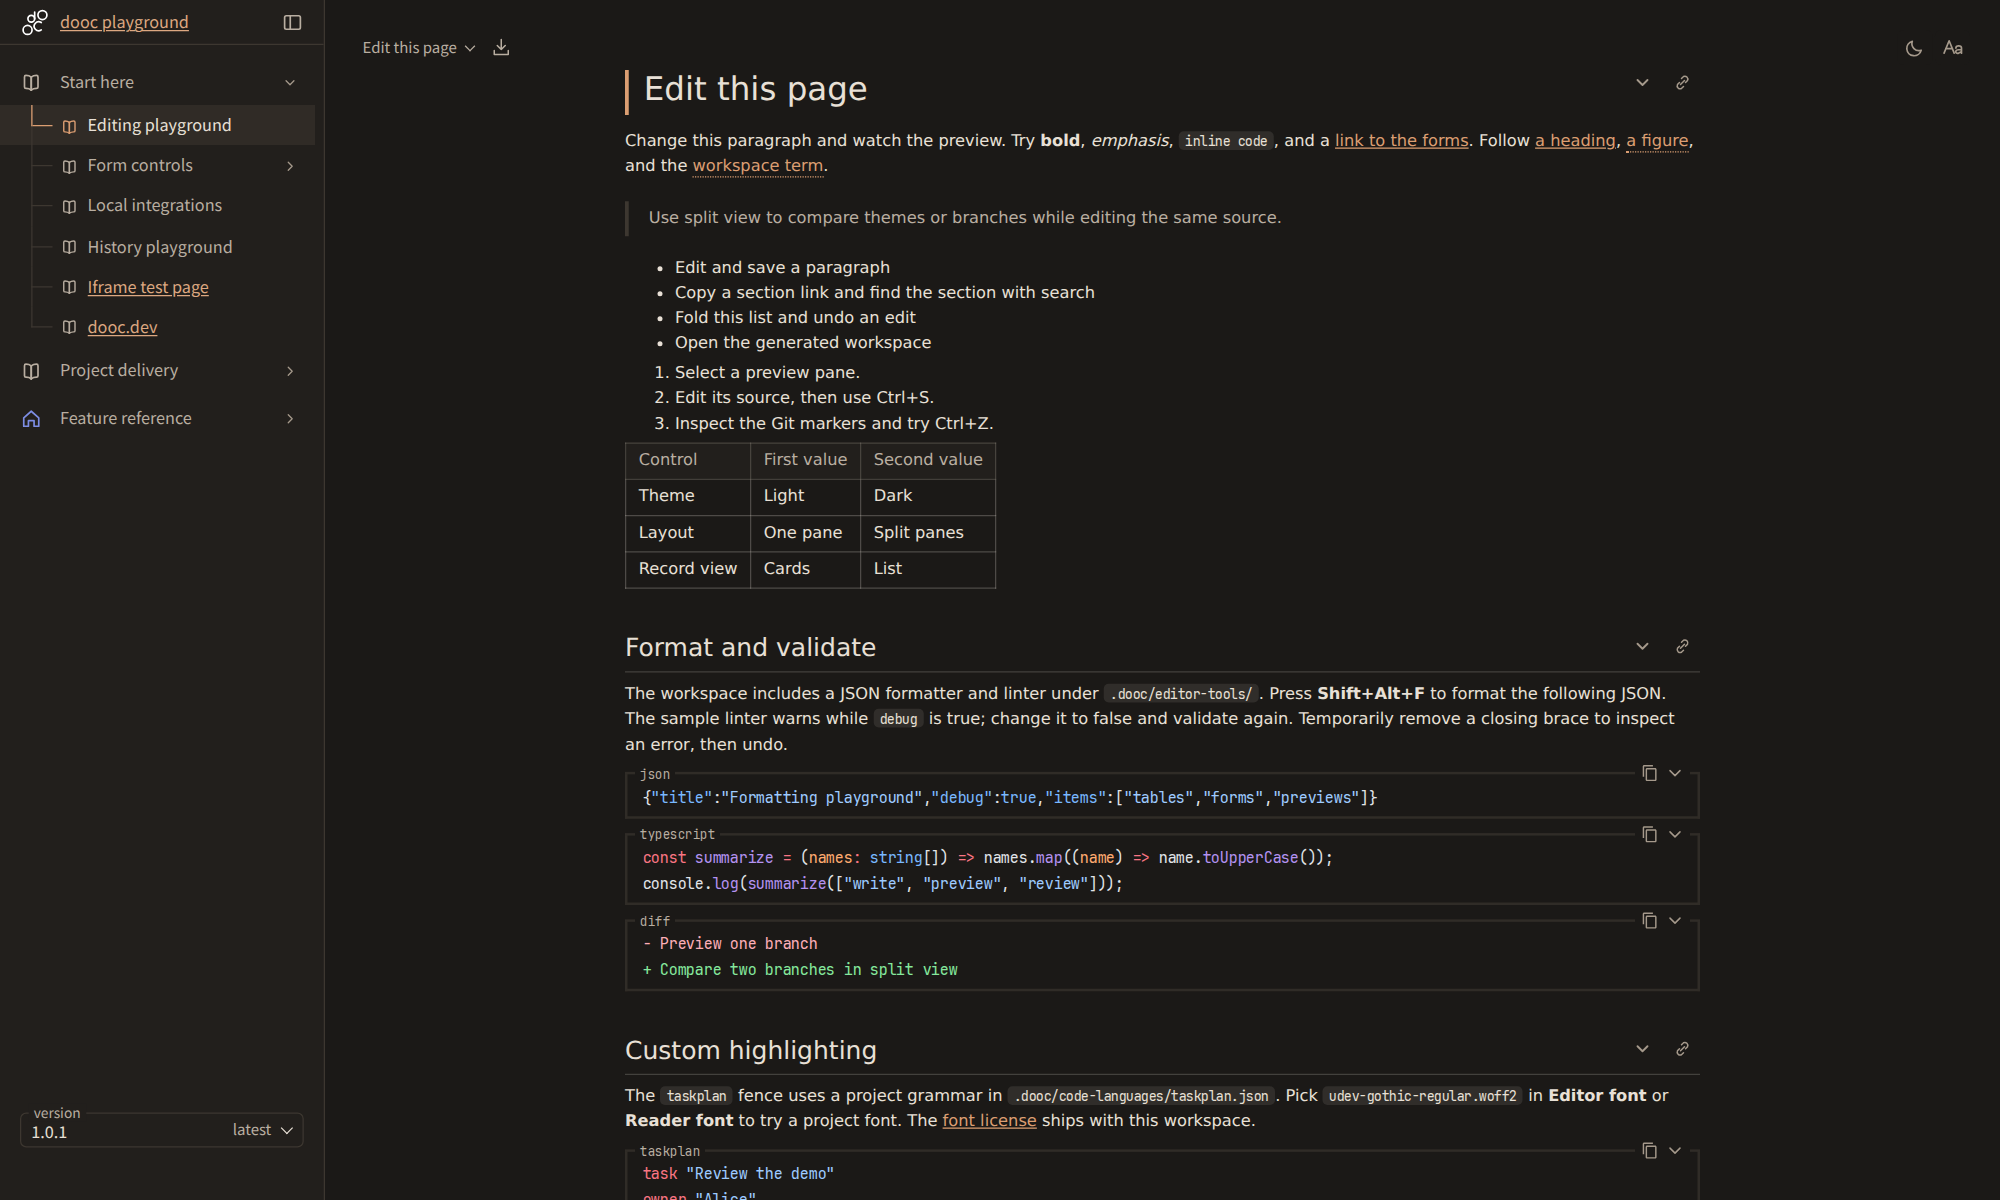 dooc playground
Start here
Editing playground
Form controls
Local integrations
History playground
Iframe test page
dooc.dev
Project delivery
Feature reference
version
1.0.1
latest
Edit this page
Aa
Edit this page
Change this paragraph and watch the preview. Try bold, emphasis, inline code, and a link to the forms. Follow a heading, a figure,
and the workspace term.
Use split view to compare themes or branches while editing the same source.
• Edit and save a paragraph
• Copy a section link and find the section with search
• Fold this list and undo an edit
• Open the generated workspace
1. Select a preview pane.
2. Edit its source, then use Ctrl+S.
3. Inspect the Git markers and try Ctrl+Z.
Control First value Second value
Theme Light Dark
Layout One pane Split panes
Record view Cards List
Format and validate
The workspace includes a JSON formatter and linter under .dooc/editor-tools/. Press Shift+Alt+F to format the following JSON.
The sample linter warns while debug is true; change it to false and validate again. Temporarily remove a closing brace to inspect
an error, then undo.
json
{"title":"Formatting playground","debug":true,"items":["tables","forms","previews"]}
typescript
const summarize = (names: string[]) => names.map((name) => name.toUpperCase());
console.log(summarize(["write", "preview", "review"]));
diff
- Preview one branch
+ Compare two branches in split view
Custom highlighting
The taskplan fence uses a project grammar in .dooc/code-languages/taskplan.json. Pick udev-gothic-regular.woff2 in Editor font or
Reader font to try a project font. The font license ships with this workspace.
taskplan
task "Review the demo"
owner "Alice"